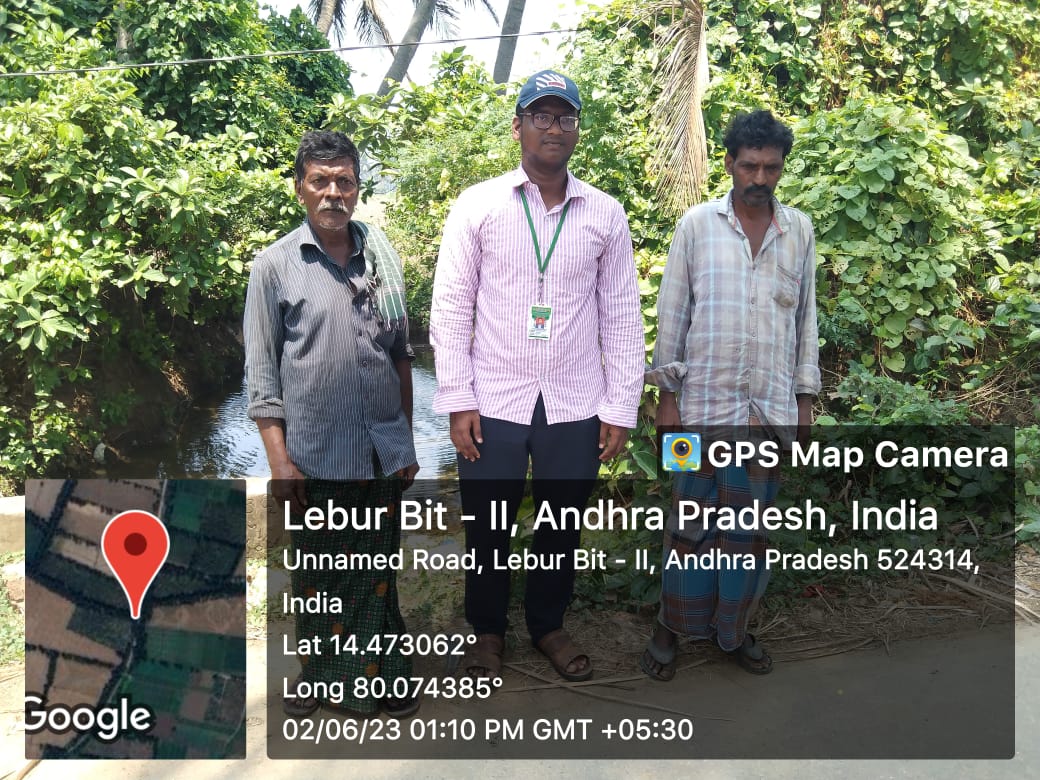 GPS Map Camera
Lebur Bit - II, Andhra Pradesh, India
Unnamed Road, Lebur Bit - II, Andhra Pradesh 524314,
India
Lat 14.473062°
Long 80.074385°
02/06/23 01:10 PM GMT +05:30
Google